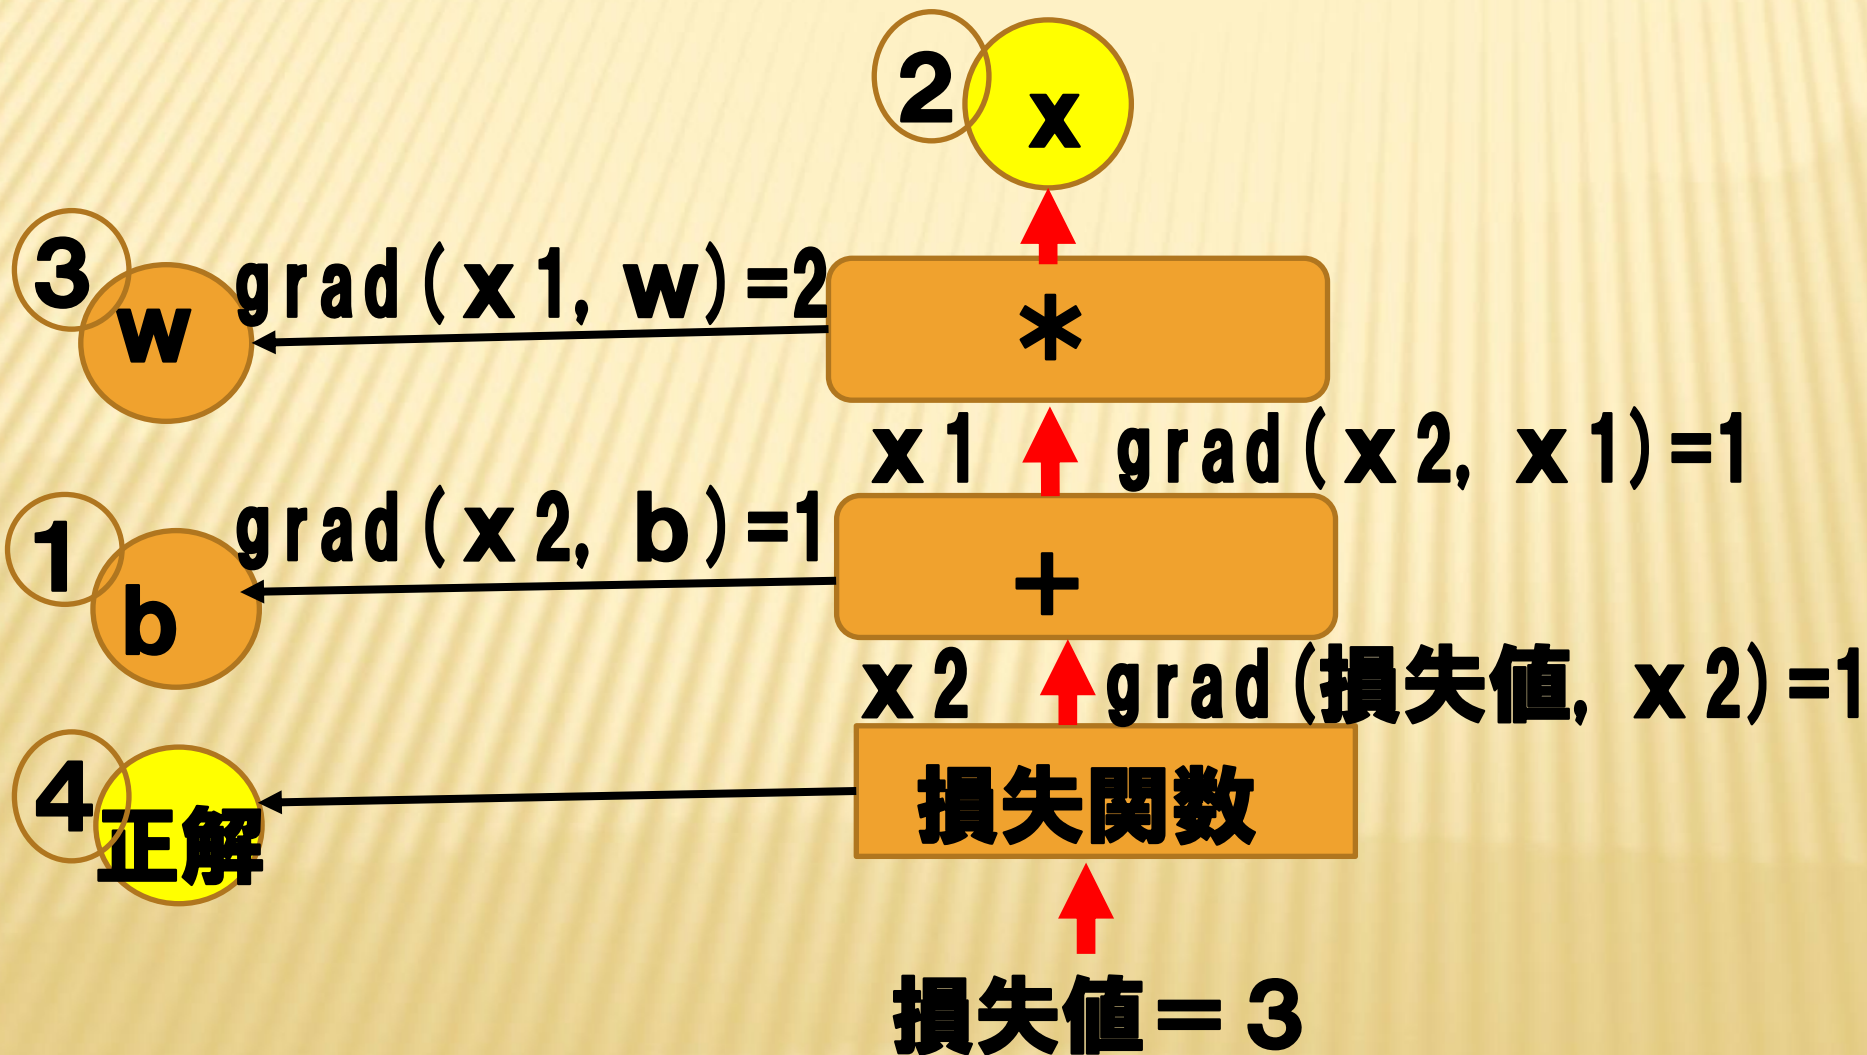 2
x
3
w
grad(x1, w)=2
*
x1
grad(x2, x1)=1
1
b
grad(x2, b)=1
+
x2
grad(損失値, x2)=1
4
正解
損失関数
損失値＝3